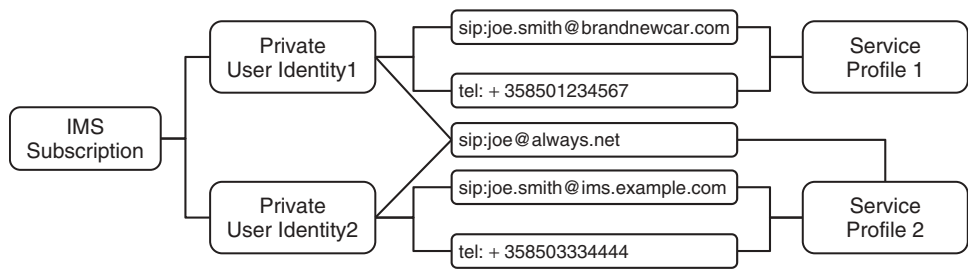 IMS
Subscription
Private
User Identity1
Private
User Identity2
sip:joe.smith@brandnewcar.com
tel: + 358501234567
sip:joe@always.net
sip:joe.smith@ims.example.com
tel: + 358503334444
Service
Profile 1
Service
Profile 2